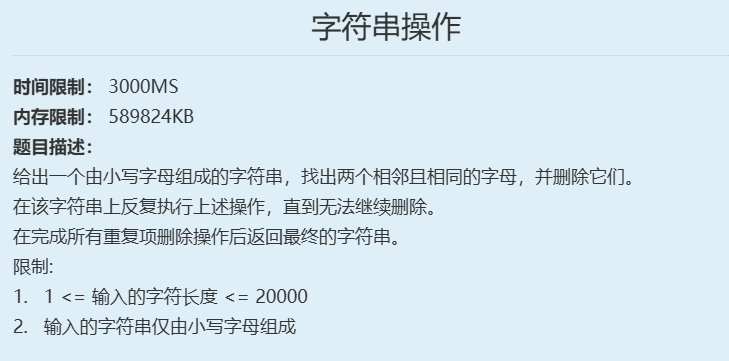 字符串操作
时间限制： 3000MS
内存限制： 589824KB
题目描述：
给出一个由小写字母组成的字符串，找出两个相邻且相同的字母，并删除它们。
在该字符串上反复执行上述操作，直到无法继续删除。
在完成所有重复项删除操作后返回最终的字符串。
限制:
1. 1 <= 输入的字符长度 <= 20000
2. 输入的字符串仅由小写字母组成